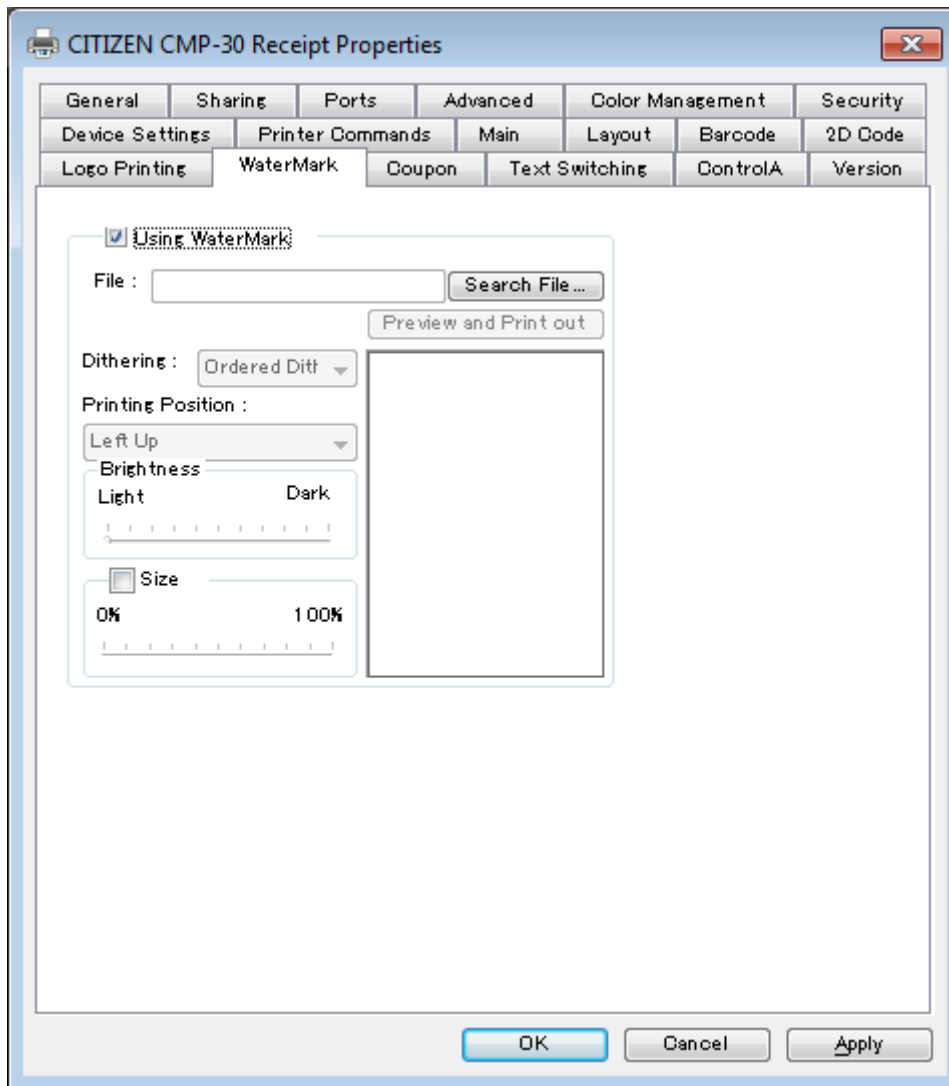 CITIZEN CMP-30 Receipt Properties
General Sharing Ports Advanced Color Management Security
Device Settings Printer Commands Main Layout Barcode 2D Code
Logo Printing WaterMark Coupon Text Switching ControlA Version
Using WaterMark
File : Search File...
Preview and Print out
Dithering : Ordered Ditl
Printing Position :
Left Up
Brightness
Light Dark
Size
0% 100%
OK Cancel Apply